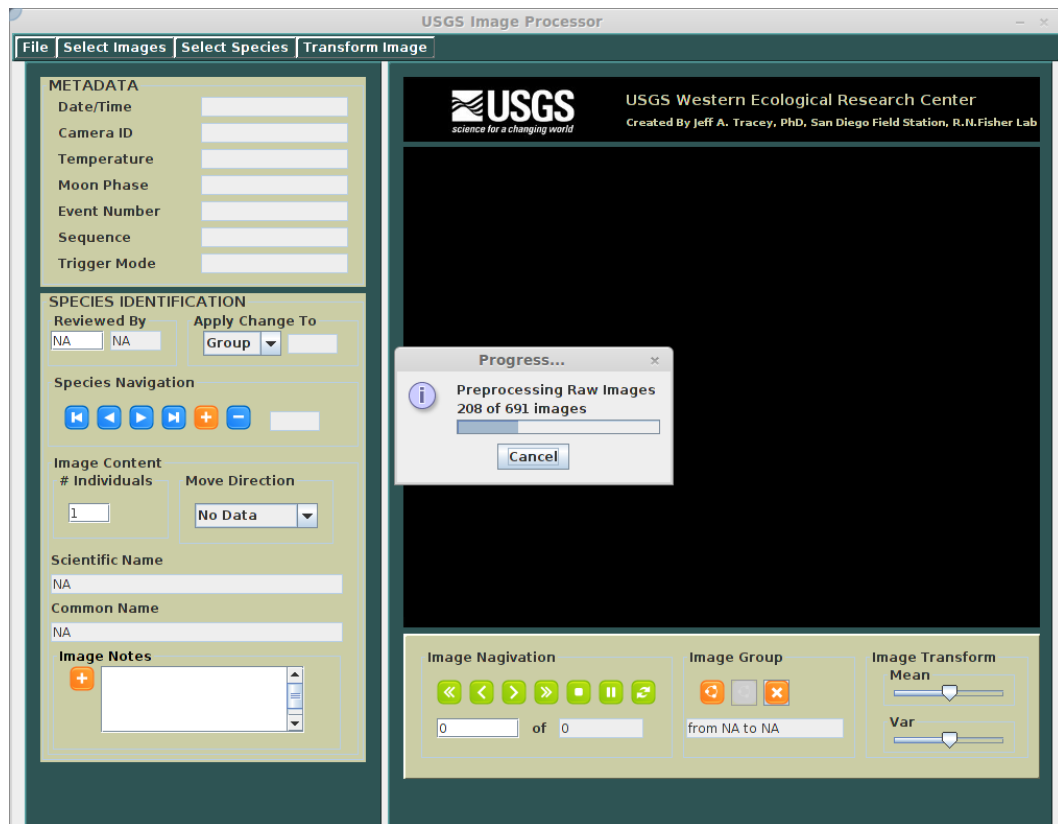 USGS Image Processor
File Select Images Select Species Transform Image
METADATA
Date/Time
Camera ID
Temperature
Moon Phase
Event Number
Sequence
Trigger Mode
SPECIES IDENTIFICATION
Reviewed By
NA NA
Apply Change To
Group
Species Navigation
Image Content
# Individuals
1
Move Direction
No Data
Scientific Name
NA
Common Name
NA
Image Notes
USGS
science for a changing world
USGS Western Ecological Research Center
Created By Jeff A. Tracey, PhD, San Diego Field Station, R.N.Fisher Lab
Progress...
Preprocessing Raw Images
208 of 691 images
Cancel
Image Nagivation
0 of 0
Image Group
from NA to NA
Image Transform
Mean
Var